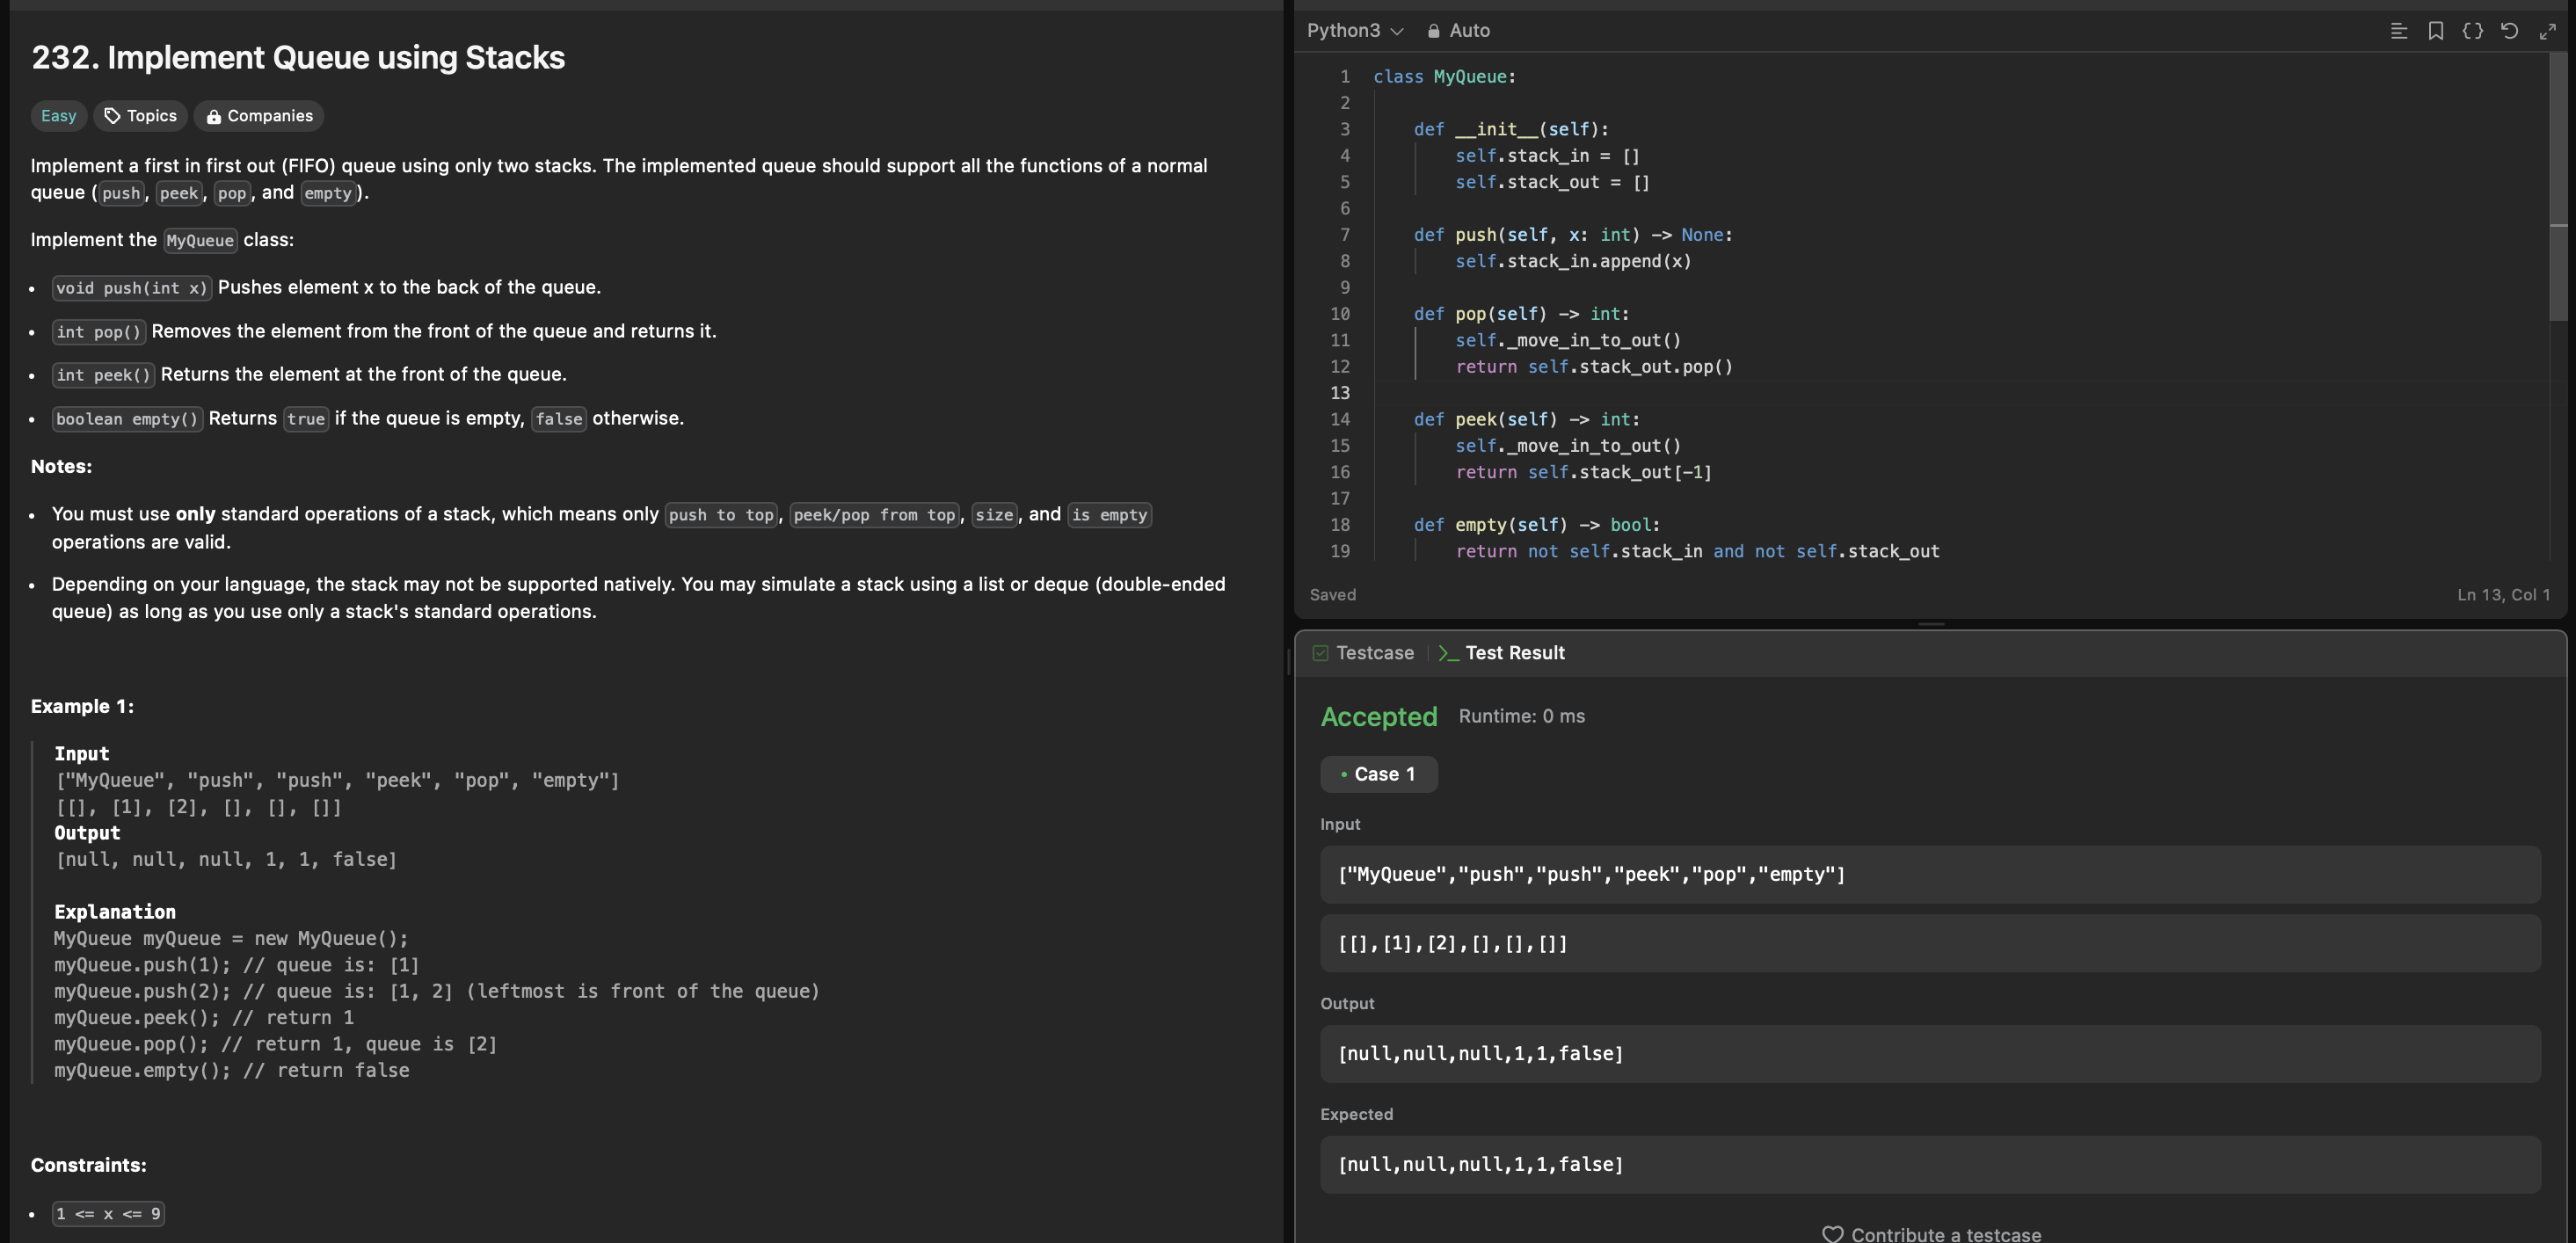 232. Implement Queue using Stacks
Easy Topics Companies
Implement a first in first out (FIFO) queue using only two stacks. The implemented queue should support all the functions of a normal
queue (push, peek, pop, and empty).
Implement the MyQueue class:
• void push(int x) Pushes element x to the back of the queue.
• int pop() Removes the element from the front of the queue and returns it.
• int peek() Returns the element at the front of the queue.
• boolean empty() Returns true if the queue is empty, false otherwise.
Notes:
• You must use only standard operations of a stack, which means only push to top, peek/pop from top, size, and is empty
operations are valid.
• Depending on your language, the stack may not be supported natively. You may simulate a stack using a list or deque (double-ended
queue) as long as you use only a stack's standard operations.
Example 1:
Input
["MyQueue", "push", "push", "peek", "pop", "empty"]
[[], [1], [2], [], [], []]
Output
[null, null, null, 1, 1, false]
Explanation
MyQueue myQueue = new MyQueue();
myQueue.push(1); // queue is: [1]
myQueue.push(2); // queue is: [1, 2] (leftmost is front of the queue)
myQueue.peek(); // return 1
myQueue.pop(); // return 1, queue is [2]
myQueue.empty(); // return false
Constraints:
• 1 <= x <= 9
Python3 Auto
1 class MyQueue:
2
3 def __init__(self):
4 self.stack_in = []
5 self.stack_out = []
6
7 def push(self, x: int) -> None:
8 self.stack_in.append(x)
9
10 def pop(self) -> int:
11 self._move_in_to_out()
12 return self.stack_out.pop()
13
14 def peek(self) -> int:
15 self._move_in_to_out()
16 return self.stack_out[-1]
17
18 def empty(self) -> bool:
19 return not self.stack_in and not self.stack_out
Saved Ln 13, Col 1
Testcase >_ Test Result
Accepted Runtime: 0 ms
• Case 1
Input
["MyQueue","push","push","peek","pop","empty"]
[[],[1],[2],[],[],[]]
Output
[null,null,null,1,1,false]
Expected
[null,null,null,1,1,false]
Contribute a testcase